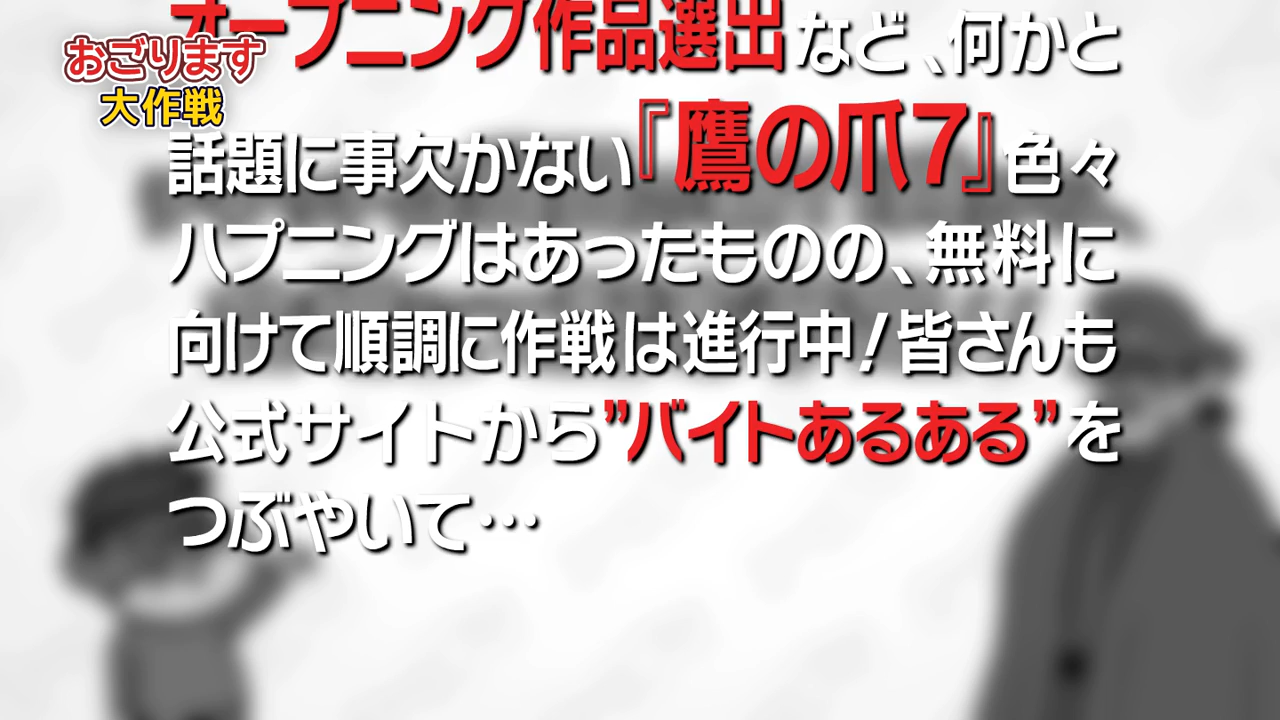 おごります
大作戦
オープニング作品選出など、何かと
話題に事欠かない『鷹の爪7』色々
ハプニングはあったものの、無料に
向けて順調に作戦は進行中!皆さんも
公式サイトから”バイトあるある”を
つぶやいて…